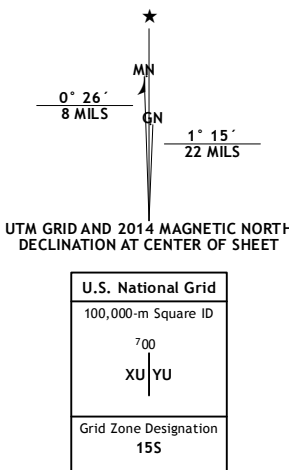 ★
MN
0° 26´
8 MILS
GN
1° 15´
22 MILS
UTM GRID AND 2014 MAGNETIC NORTH
DECLINATION AT CENTER OF SHEET
U.S. National Grid
100,000-m Square ID
⁷00
XU YU
Grid Zone Designation
15S